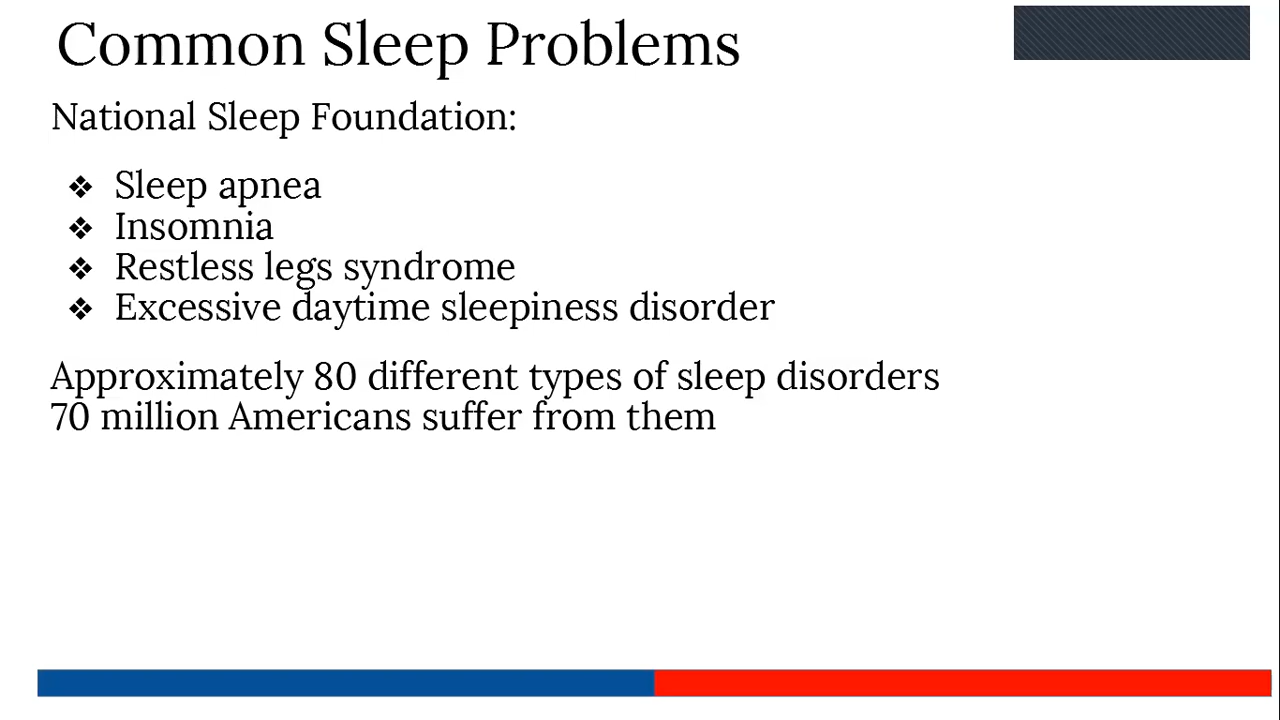 Common Sleep Problems
National Sleep Foundation:
❖ Sleep apnea
❖ Insomnia
❖ Restless legs syndrome
❖ Excessive daytime sleepiness disorder
Approximately 80 different types of sleep disorders
70 million Americans suffer from them